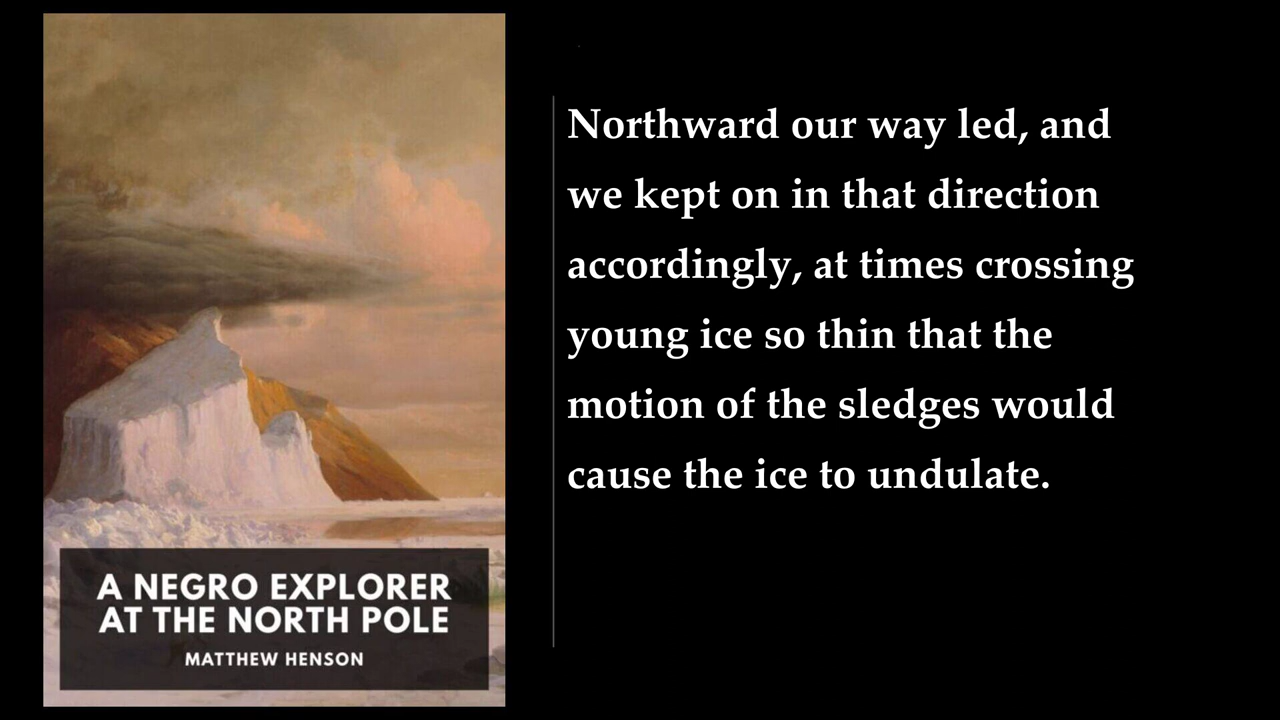 Northward our way led, and
we kept on in that direction
accordingly, at times crossing
young ice so thin that the
motion of the sledges would
cause the ice to undulate.
A NEGRO EXPLORER
AT THE NORTH POLE
MATTHEW HENSON